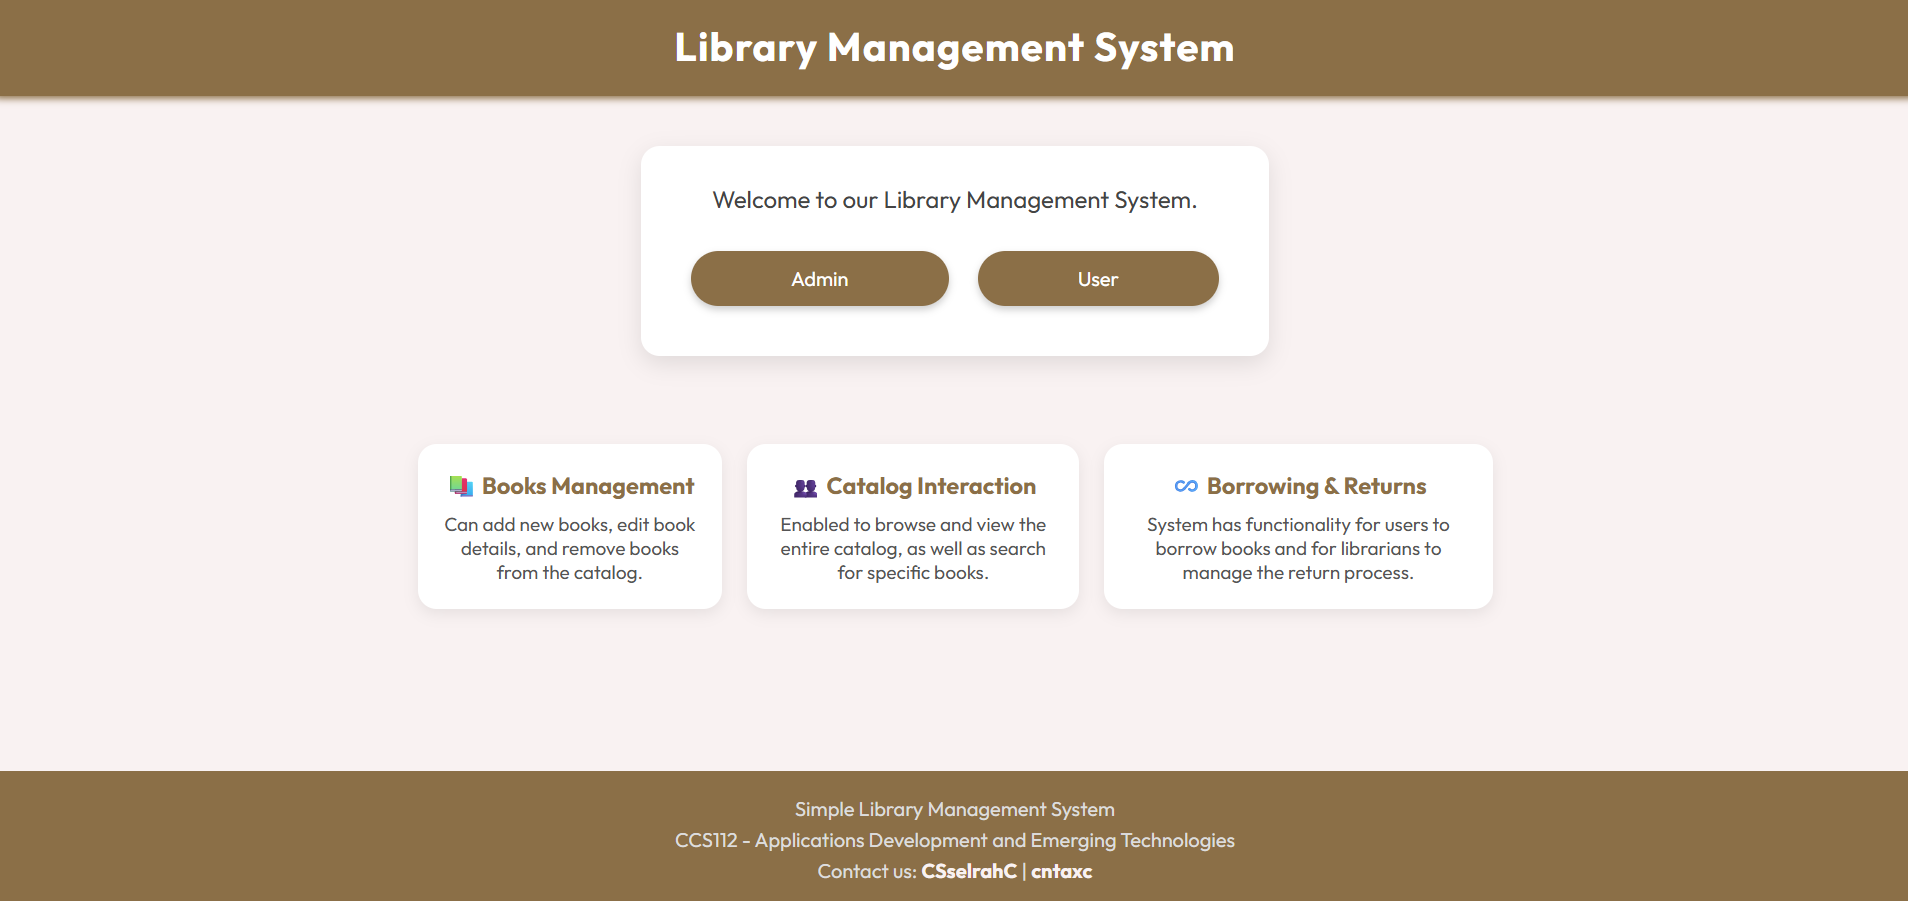 Library Management System
Welcome to our Library Management System.
Admin
User
Books Management
Can add new books, edit book
details, and remove books
from the catalog.
Catalog Interaction
Enabled to browse and view the
entire catalog, as well as search
for specific books.
Borrowing & Returns
System has functionality for users to
borrow books and for librarians to
manage the return process.
Simple Library Management System
CCS112 - Applications Development and Emerging Technologies
Contact us: CSselrahC | cntaxc